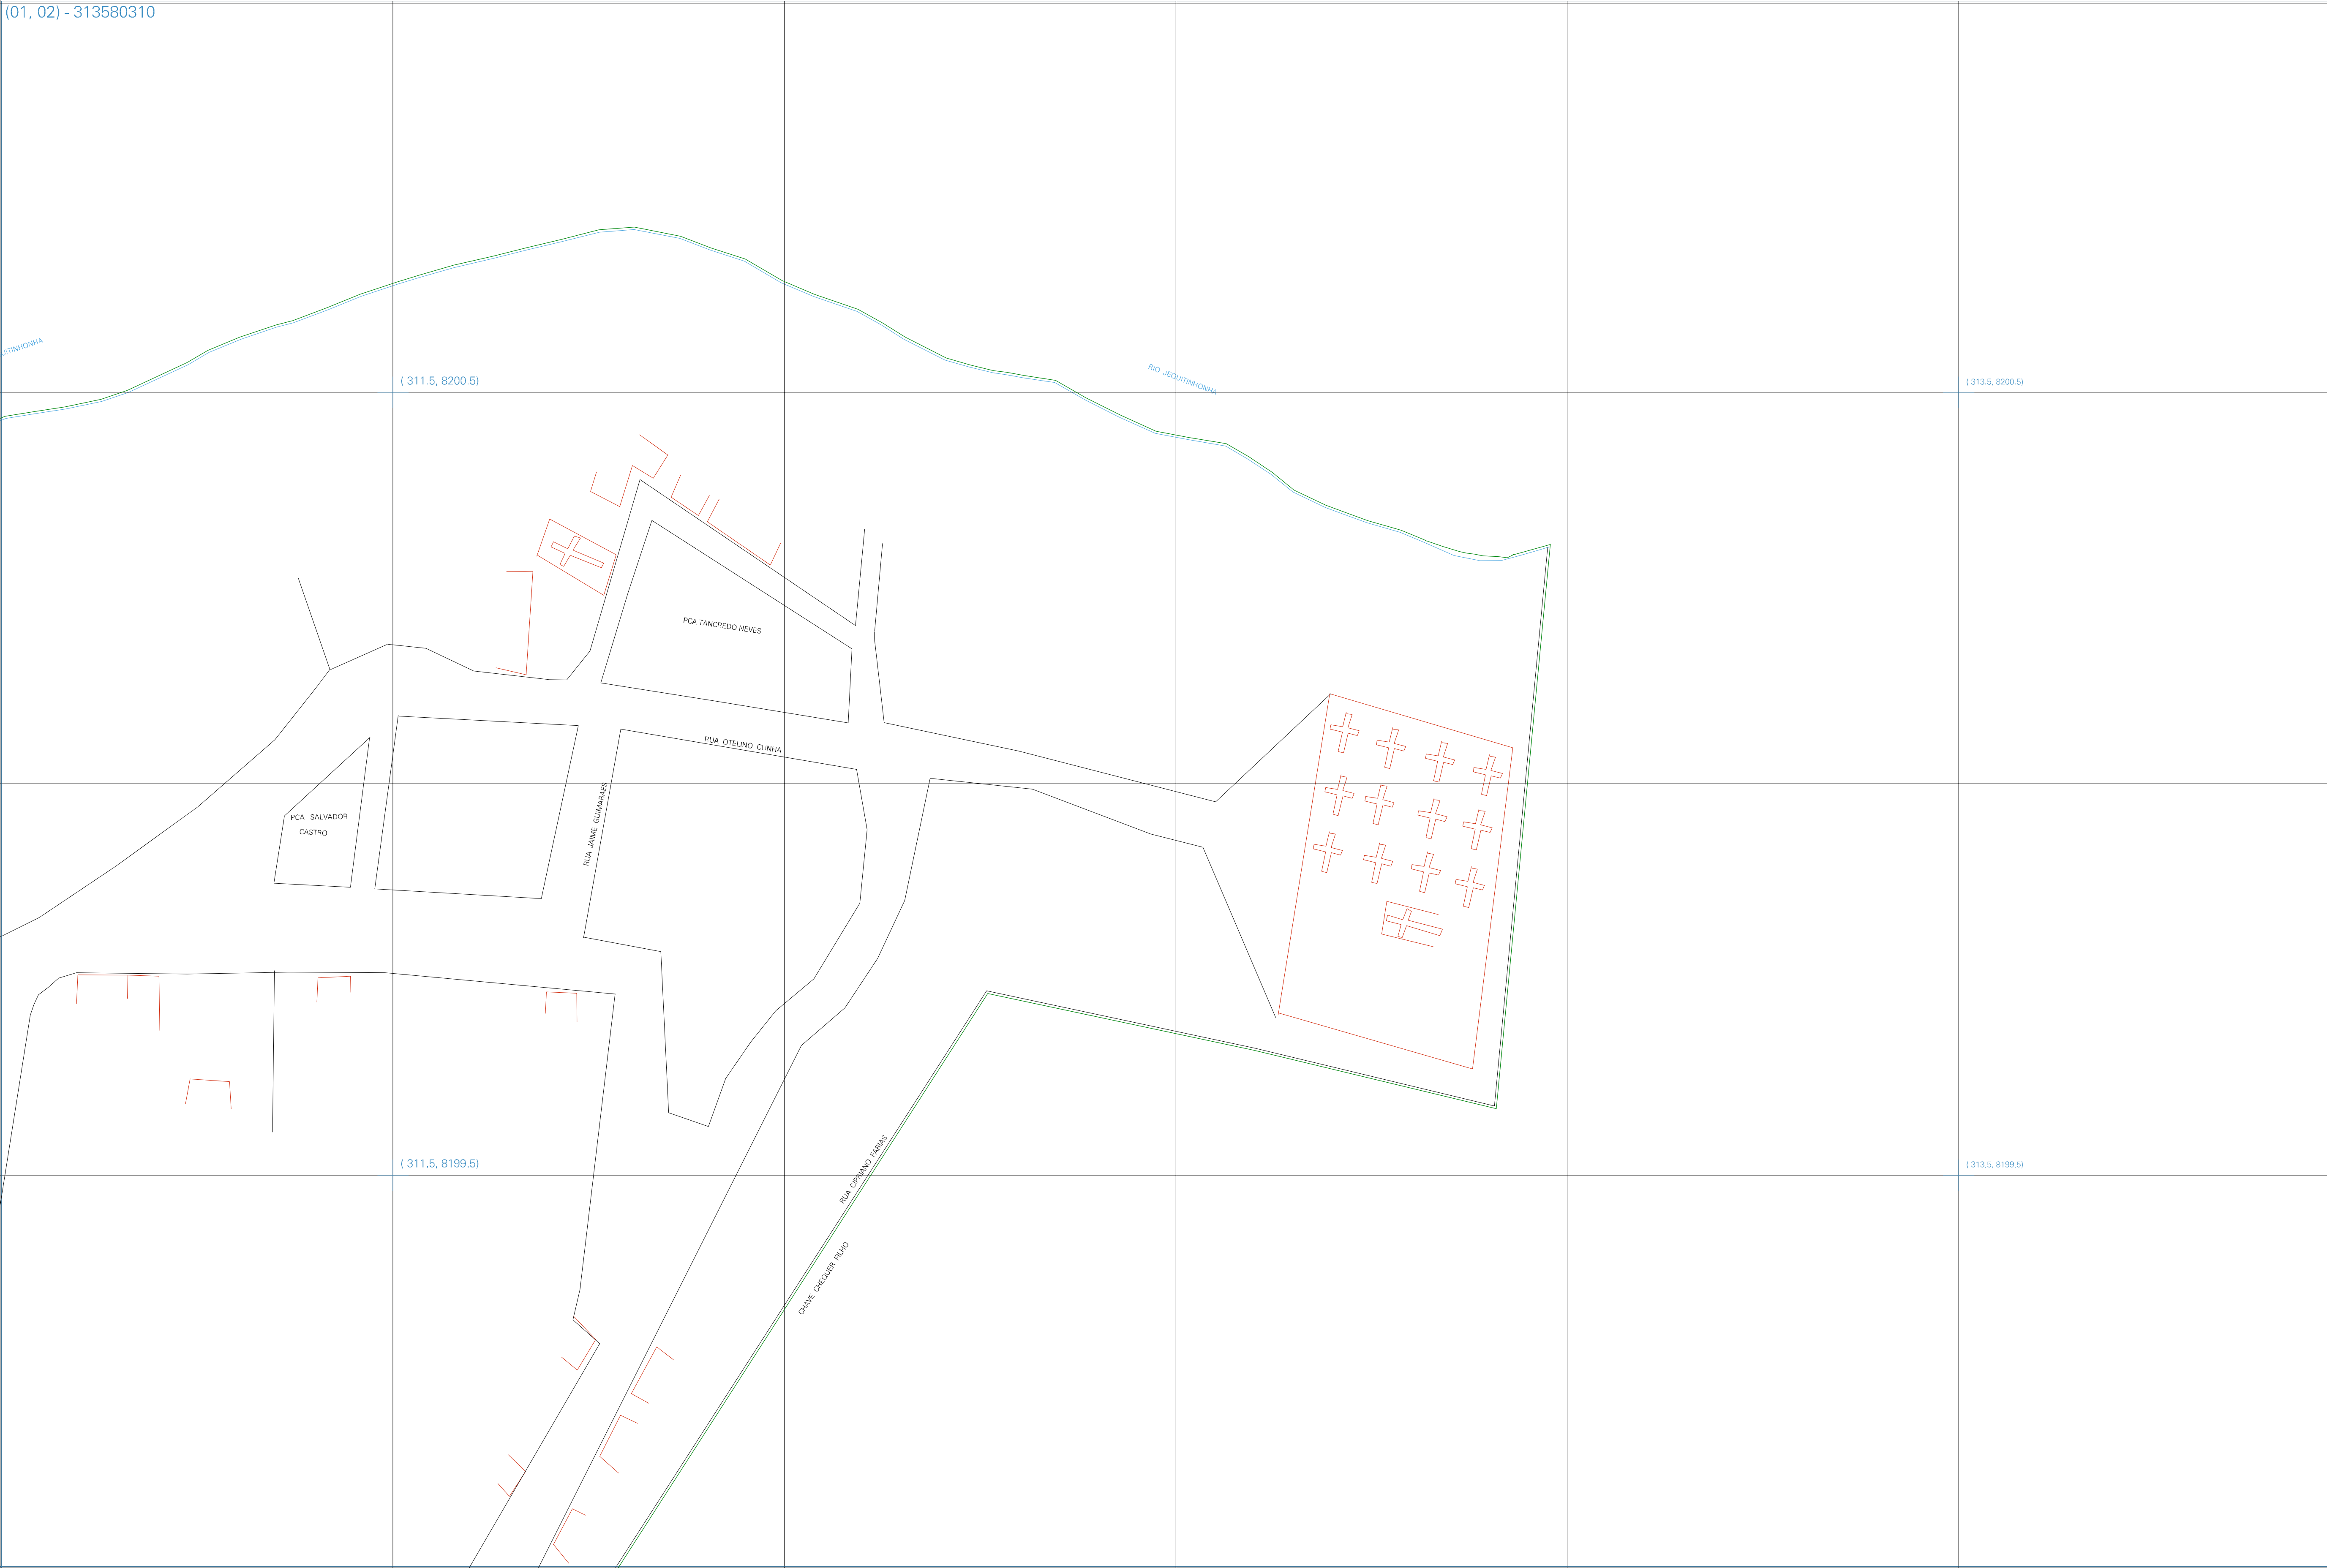 (01, 02) - 313580310
UITINHONHA
RIO JEQUITINHONHA
( 311.5, 8200.5)
( 313.5, 8200.5)
PCA TANCREDO NEVES
RUA OTELINO CUNHA
RUA JAIME GUIMARAES
PCA SALVADOR
CASTRO
RUA CIPRIANO FARIAS
( 311.5, 8199.5)
( 313.5, 8199.5)
CHAVE CHEQUER FILHO